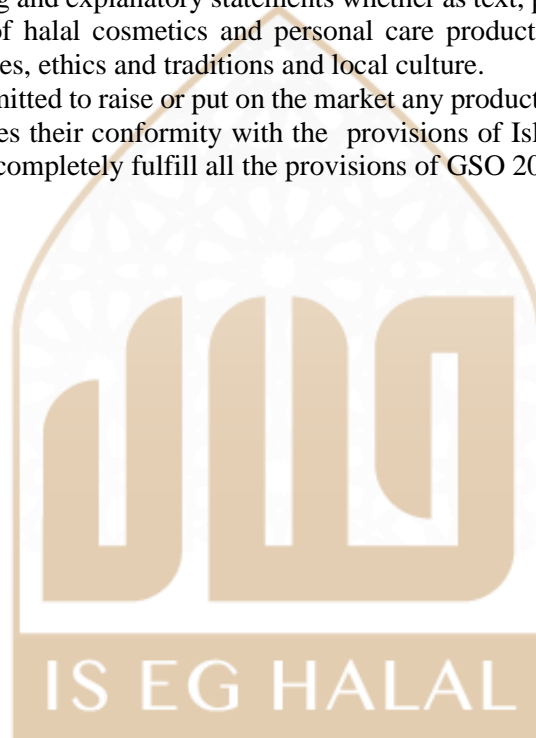 g and explanatory statements whether as text, p
of halal cosmetics and personal care product
es, ethics and traditions and local culture.
mitted to raise or put on the market any product
es their conformity with the provisions of Isl
completely fulfill all the provisions of GSO 20
IS EG HALAL